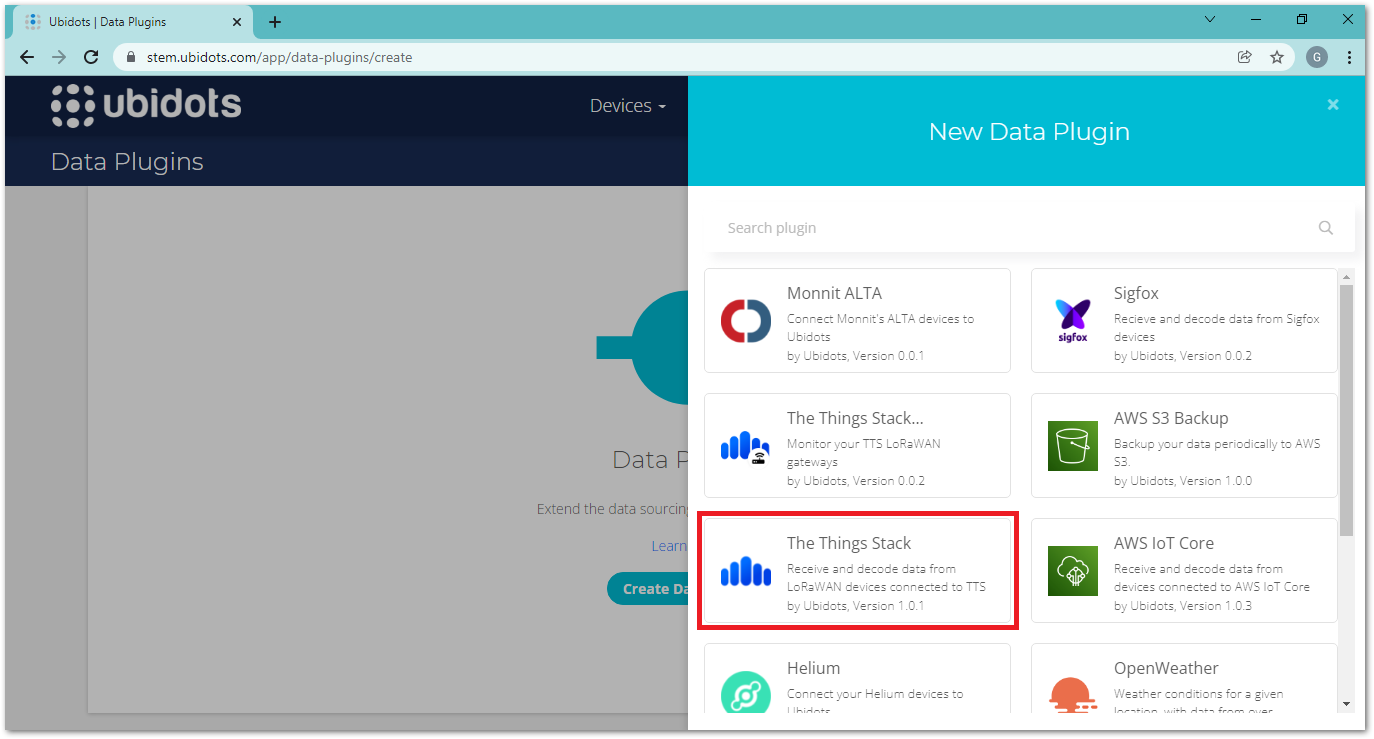 Ubidots | Data Plugins
stem.ubidots.com/app/data-plugins/create
G
ubidots
Devices
Data Plugins
Data P
Extend the data sourcing
Learn
Create Da
New Data Plugin
Search plugin
Monnit ALTA
Connect Monnit's ALTA devices to
Ubidots
by Ubidots, Version 0.0.1
sigfox
Sigfox
Recieve and decode data from Sigfox
devices
by Ubidots, Version 0.0.2
The Things Stack...
Monitor your TTS LoRaWAN
gateways
by Ubidots, Version 0.0.2
AWS S3 Backup
Backup your data periodically to AWS
S3.
by Ubidots, Version 1.0.0
The Things Stack
Receive and decode data from
LoRaWAN devices connected to TTS
by Ubidots, Version 1.0.1
AWS IoT Core
Receive and decode data from
devices connected to AWS IoT Core
by Ubidots, Version 1.0.3
Helium
Connect your Helium devices to
Ubidots
OpenWeather
Weather conditions for a given
location, with data from over